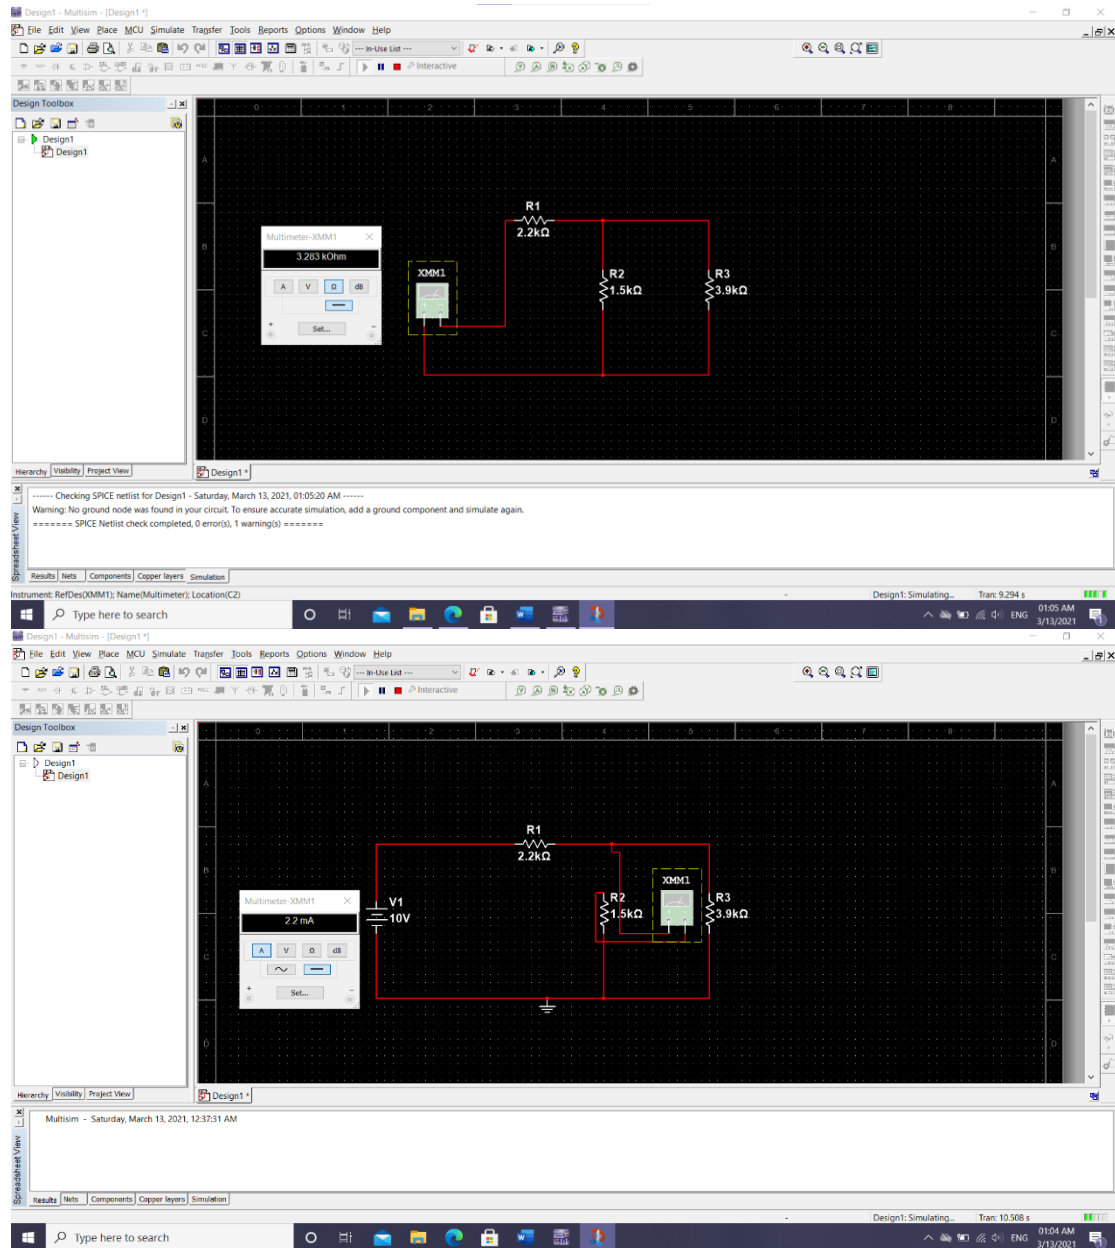 Design1 - Multisim - [Design1 *]
File Edit View Place MCU Simulate Transfer Tools Reports Options Window Help
--- In-Use List ---
Interactive
Design Toolbox
Design1
Design1
0 1 2 3 4 5 6 7 8
A A
B B
C C
D D
R1
2.2kΩ
Multimeter-XMM1
3.283 kOhm
A V Ω dB
+ Set... -
XMM1
R2
1.5kΩ
R3
3.9kΩ
Hierarchy Visibility Project View
Design1 *
Spreadsheet View
------ Checking SPICE netlist for Design1 - Saturday, March 13, 2021, 01:05:20 AM ------
Warning: No ground node was found in your circuit. To ensure accurate simulation, add a ground component and simulate again.
======= SPICE Netlist check completed, 0 error(s), 1 warning(s) =======
Results Nets Components Copper layers Simulation
Instrument: RefDes(XMM1); Name(Multimeter); Location(C2)
- Design1: Simulating... Tran: 9.294 s
Type here to search
ENG
01:05 AM
3/13/2021
Design1 - Multisim - [Design1 *]
File Edit View Place MCU Simulate Transfer Tools Reports Options Window Help
--- In-Use List ---
Interactive
Design Toolbox
Design1
Design1
0 1 2 3 4 5 6 7 8
A A
B B
C C
D D
R1
2.2kΩ
Multimeter-XMM1
2.2 mA
A V Ω dB
+ Set... -
V1
10V
R2
1.5kΩ
XMM1
R3
3.9kΩ
Hierarchy Visibility Project View
Design1 *
Spreadsheet View
Multisim - Saturday, March 13, 2021, 12:37:31 AM
Results Nets Components Copper layers Simulation
- Design1: Simulating... Tran: 10.508 s
Type here to search
ENG
01:04 AM
3/13/2021